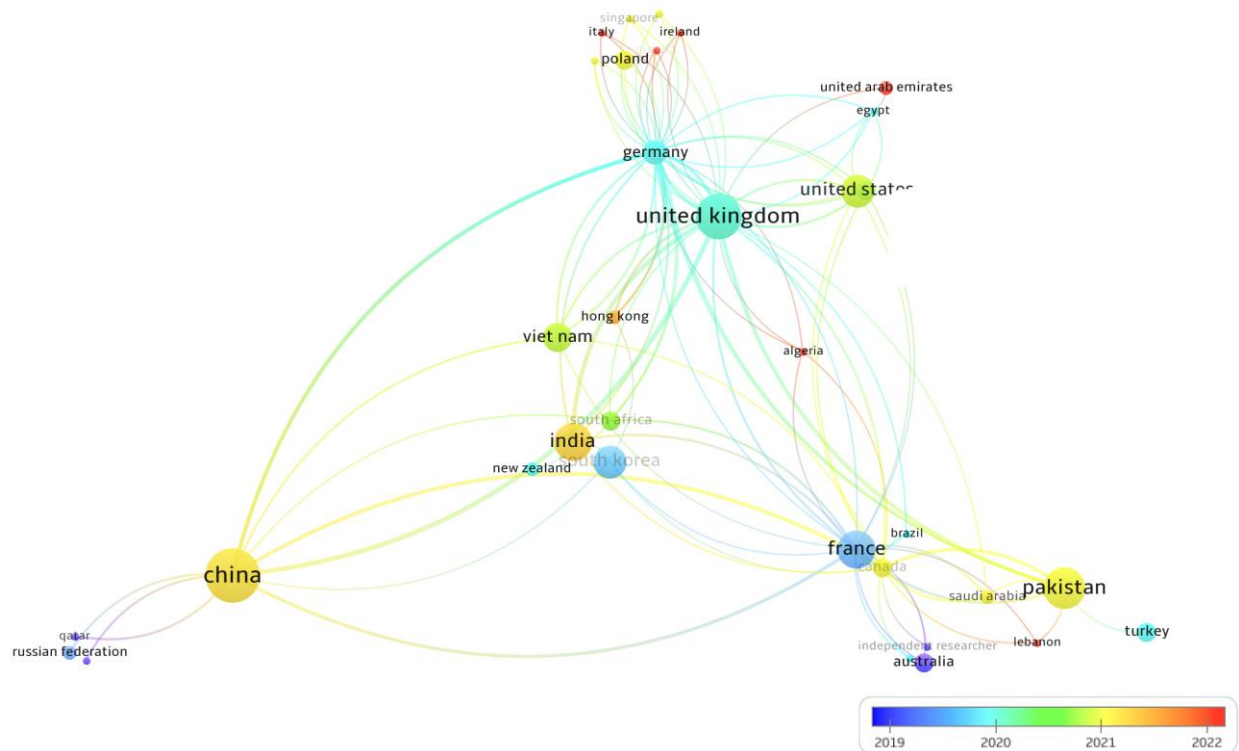 singapore
italy
ireland
poland
united arab emirates
egypt
germany
united states
united kingdom
hong kong
viet nam
algeria
south africa
india
south korea
new zealand
brazil
france
canada
china
pakistan
saudi arabia
turkey
qatar
lebanon
independent researcher
russian federation
australia
2019 2020 2021 2022